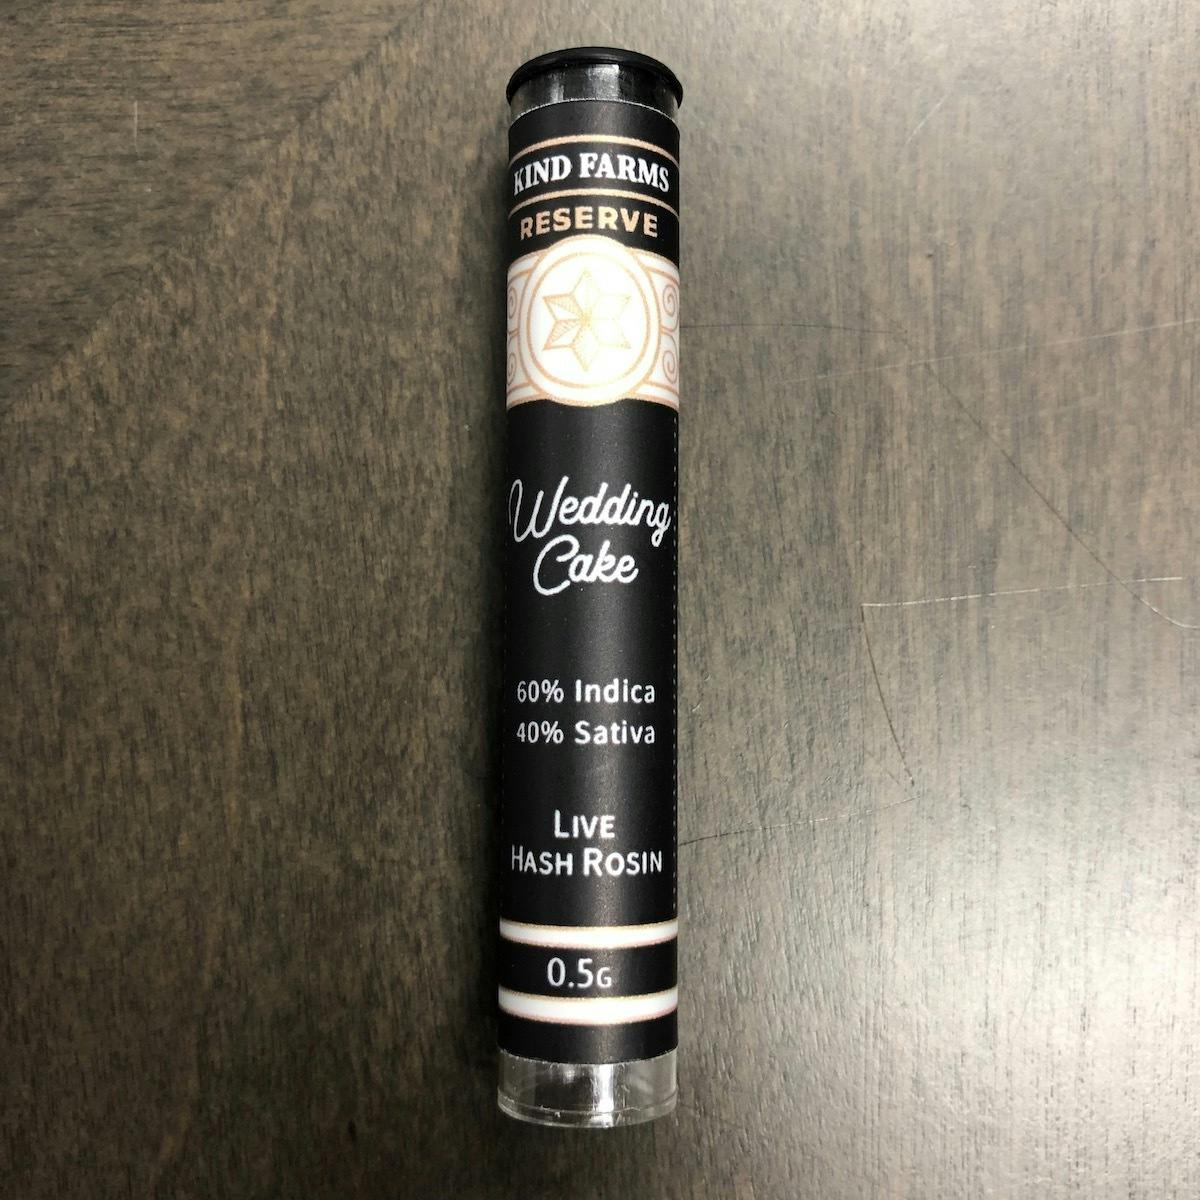 KIND FARMS
RESERVE
Wedding
Cake
60% Indica
40% Sativa
LIVE
HASH ROSIN
0.5G